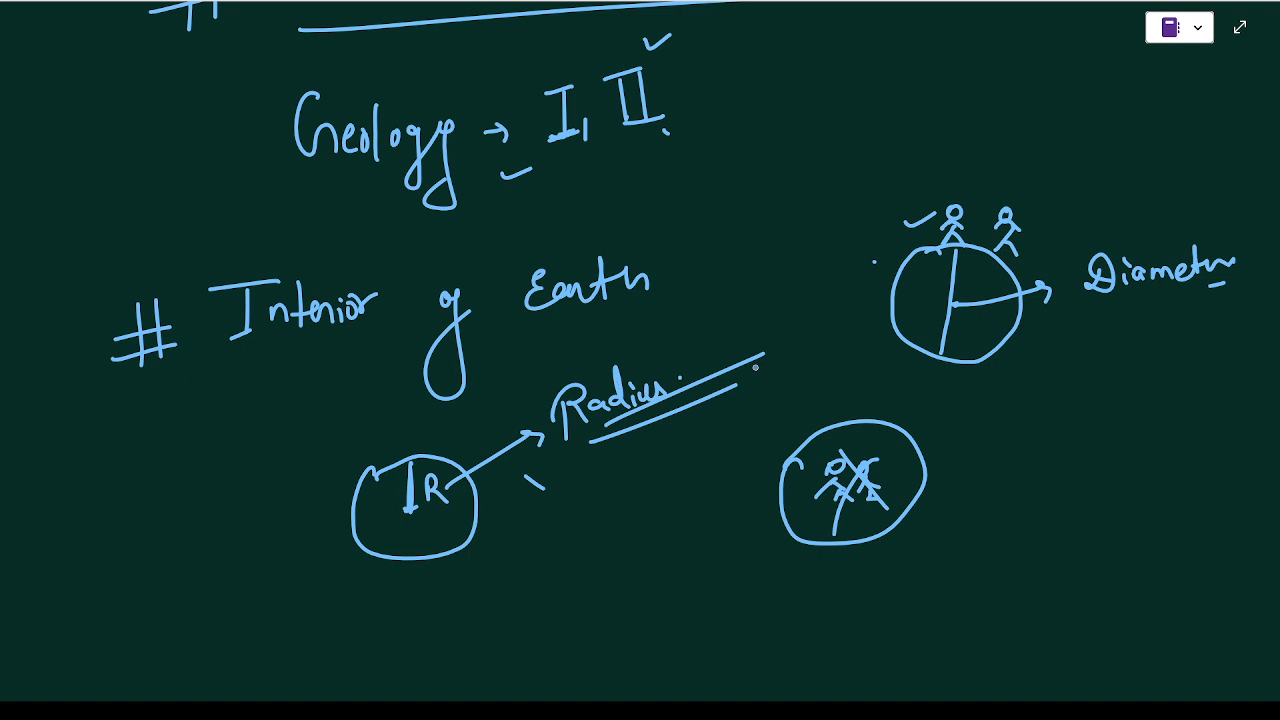 Geology → I, II
# Interior of Earth
Diameter
Radius
R